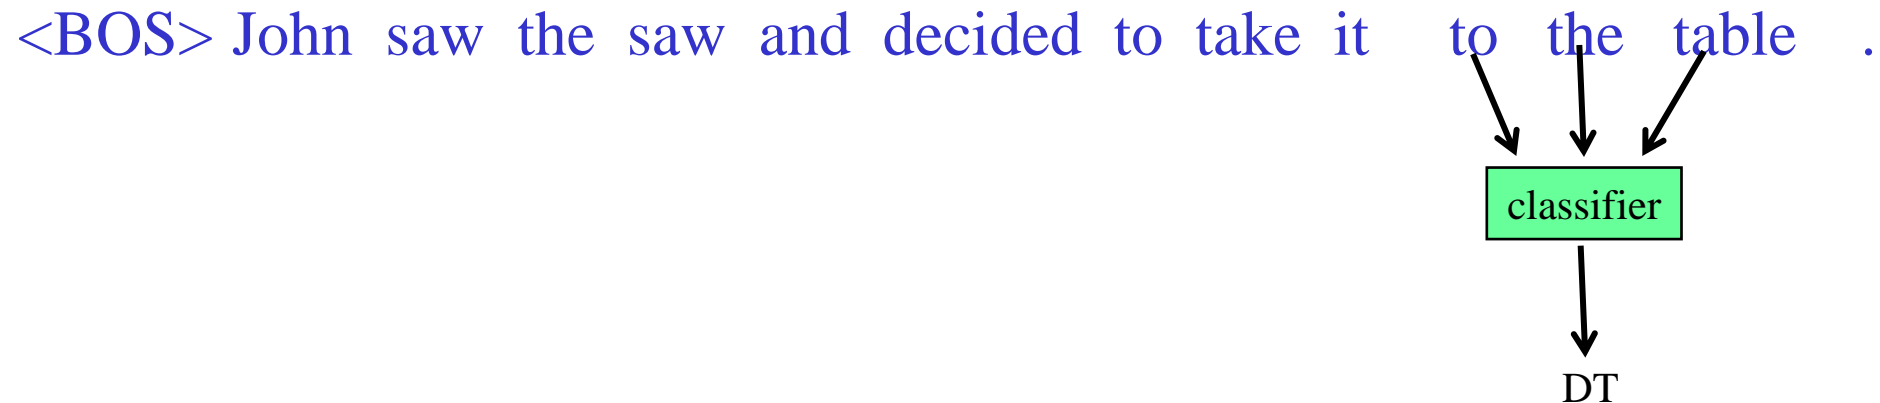 <BOS> John saw the saw and decided to take it to the table .
classifier
DT